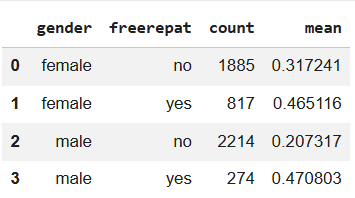 gender freerepat count mean
0 female no 1885 0.317241
1 female yes 817 0.465116
2 male no 2214 0.207317
3 male yes 274 0.470803